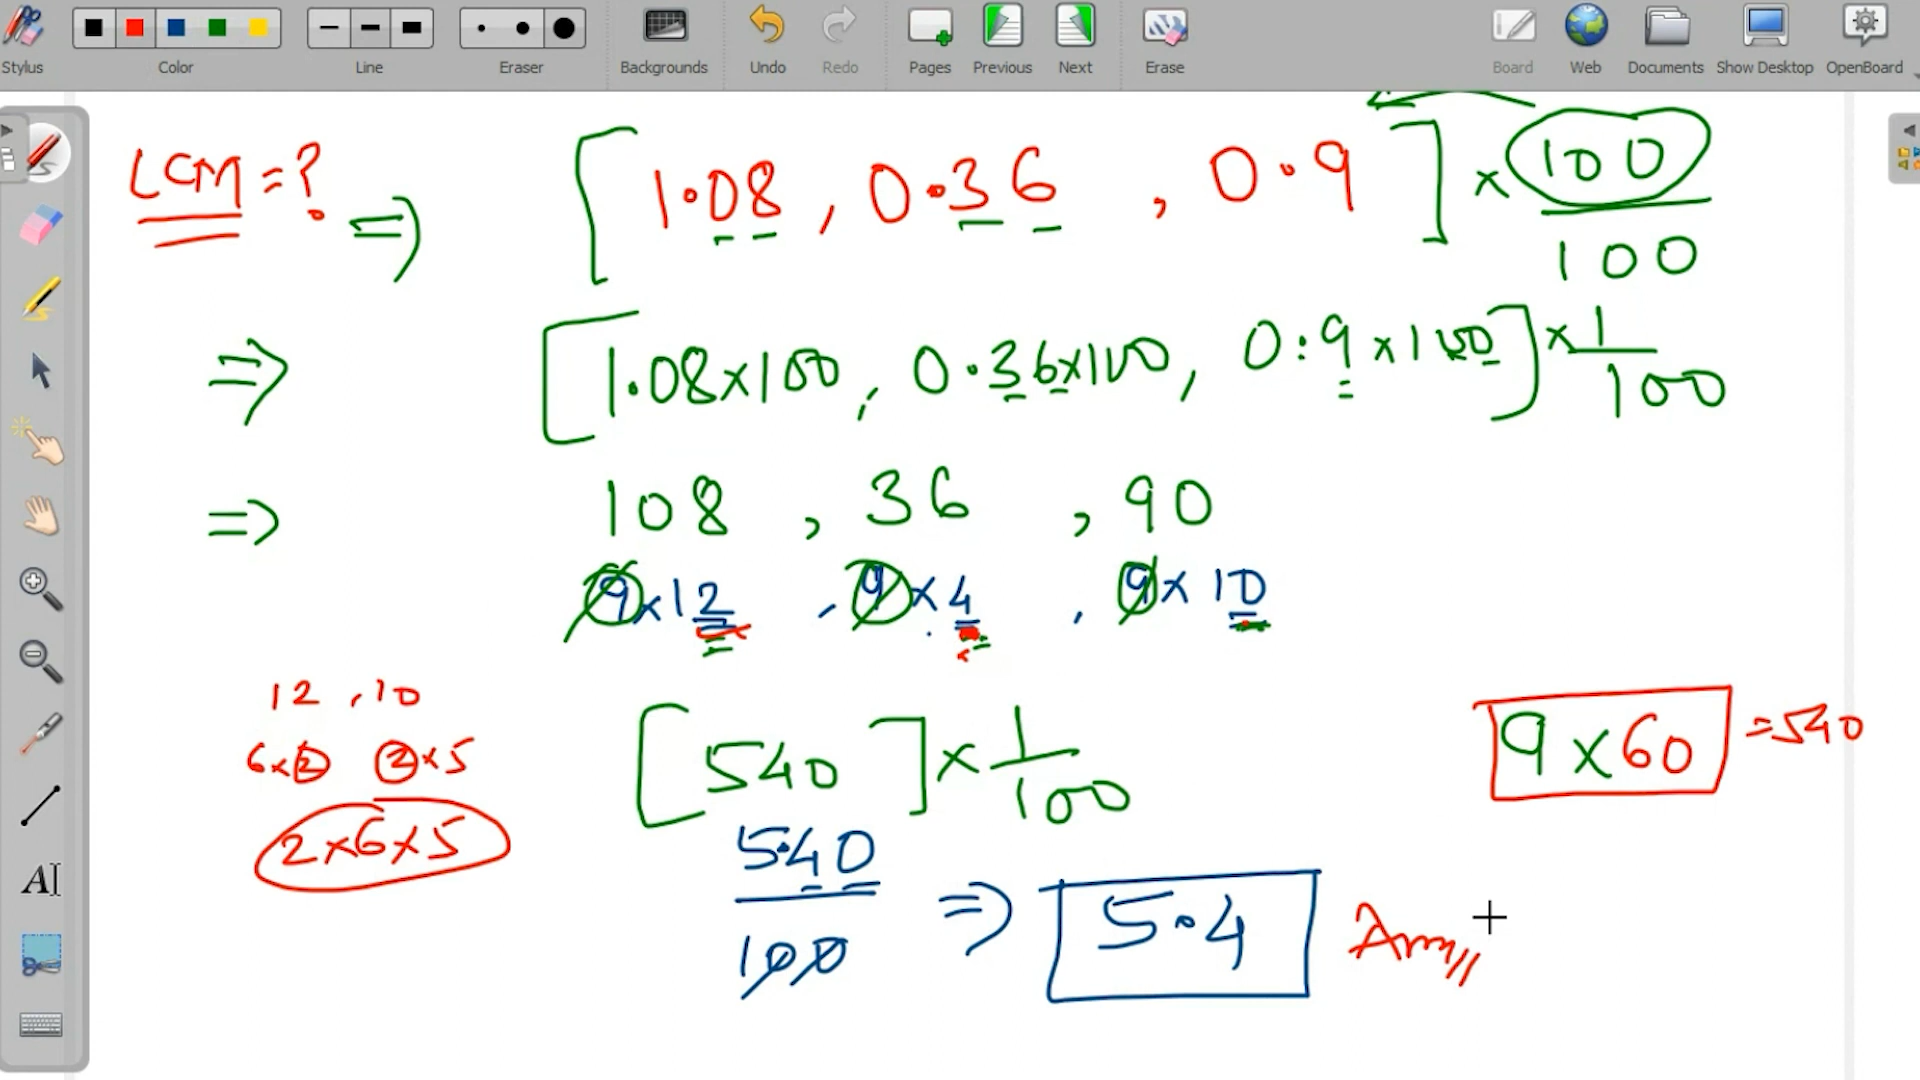 Stylus Color Line Eraser Backgrounds Undo Redo Pages Previous Next Erase Board Web Documents Show Desktop OpenBoard
LCM = ? ⇒ [1.08, 0.36, 0.9] × 100/100
⇒ [1.08×100, 0.36×100, 0.9×100] × 1/100
⇒ 108, 36, 90
9×12, 9×4, 9×10
12, 10
6×2 2×5
2×6×5
[540] × 1/100
9×60 = 540
5.40/100 ⇒ 5.4 Ans//
AI